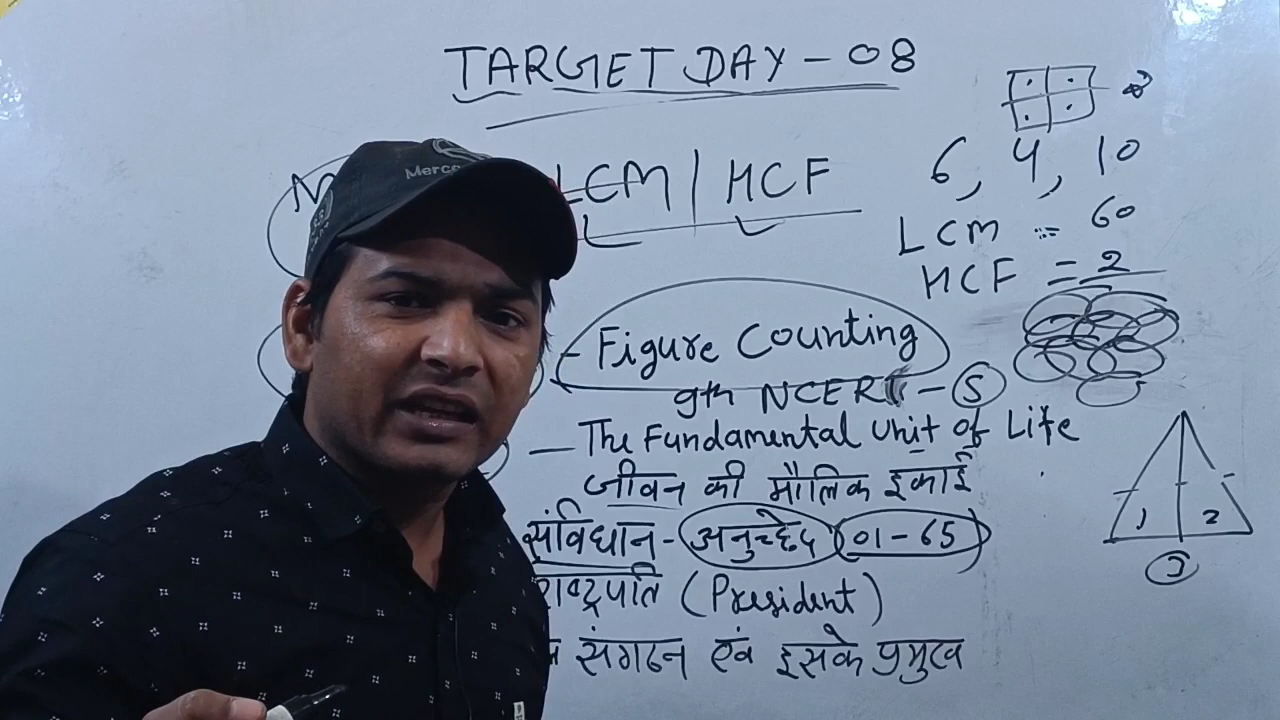 TARGET DAY - 08
LCM | HCF
6, 4, 10
LCM = 60
HCF = 2
- Figure Counting
9th NCERT - 5
- The Fundamental unit of Life
जीवन की मौलिक इकाई
संविधान - अनुच्छेद 01-65
राष्ट्रपति (President)
संगठन एवं इसके प्रमुख
1 2
3